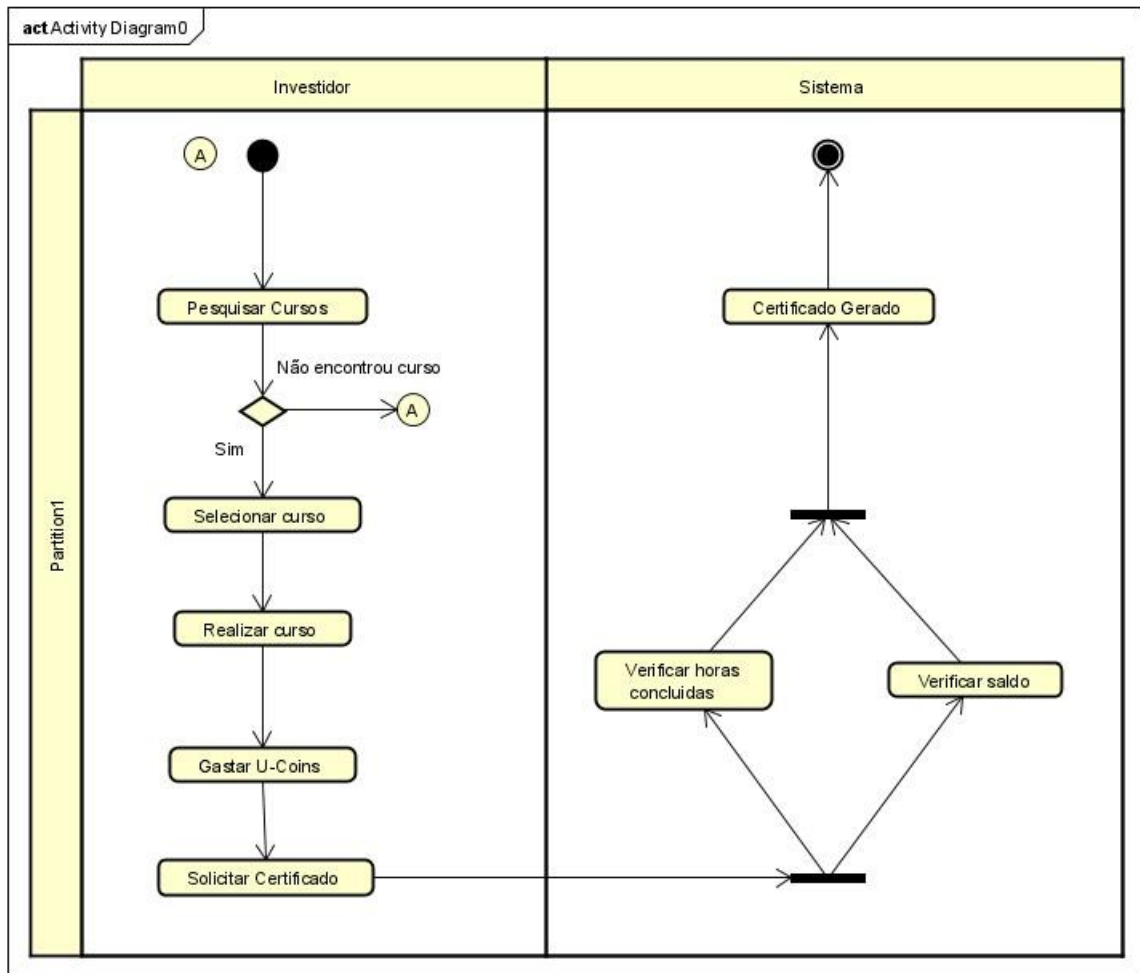 act Activity Diagram0
Investidor
Sistema
Partition1
A
Pesquisar Cursos
Não encontrou curso
A
Sim
Selecionar curso
Realizar curso
Gastar U-Coins
Solicitar Certificado
Certificado Gerado
Verificar horas
concluidas
Verificar saldo